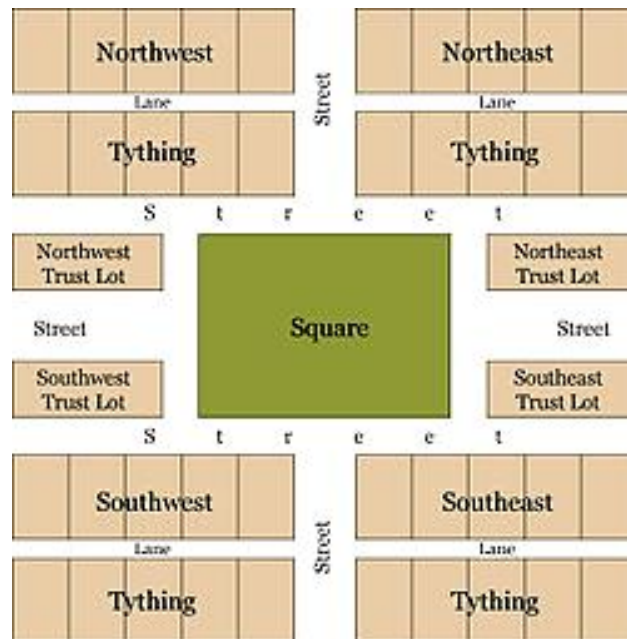 Northwest
Northeast
Street
Lane
Lane
Tything
Tything
S t r e e t
Northwest
Trust Lot
Northeast
Trust Lot
Street
Square
Street
Southwest
Trust Lot
Southeast
Trust Lot
S t r e e t
Southwest
Southeast
Street
Lane
Lane
Tything
Tything